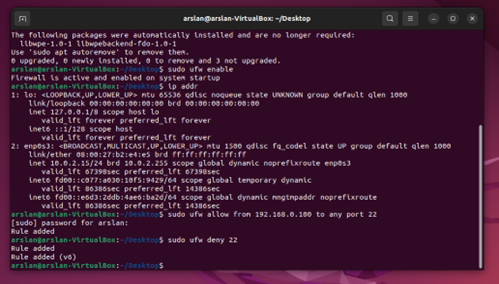 arslan@arslan-VirtualBox: ~/Desktop
The following packages were automatically installed and are no longer required:
libwpe-1.0-1 libwpebackend-fdo-1.0-1
Use 'sudo apt autoremove' to remove them.
0 upgraded, 0 newly installed, 0 to remove and 3 not upgraded.
arslan@arslan-VirtualBox:~/Desktop$ sudo ufw enable
Firewall is active and enabled on system startup
arslan@arslan-VirtualBox:~/Desktop$ ip addr
1: lo: <LOOPBACK,UP,LOWER_UP> mtu 65536 qdisc noqueue state UNKNOWN group default qlen 1000
link/loopback 00:00:00:00:00:00 brd 00:00:00:00:00:00
inet 127.0.0.1/8 scope host lo
valid_lft forever preferred_lft forever
inet6 ::1/128 scope host
valid_lft forever preferred_lft forever
2: enp0s3: <BROADCAST,MULTICAST,UP,LOWER_UP> mtu 1500 qdisc fq_codel state UP group default qlen 1000
link/ether 08:00:27:b2:e4:e5 brd ff:ff:ff:ff:ff:ff
inet 10.0.2.15/24 brd 10.0.2.255 scope global dynamic noprefixroute enp0s3
valid_lft 67398sec preferred_lft 67398sec
inet6 fd00::c077:a030:10f5:9429/64 scope global temporary dynamic
valid_lft 86386sec preferred_lft 14386sec
inet6 fd00::e6d3:2ddb:4ae6:ba2d/64 scope global dynamic mngtmpaddr noprefixroute
valid_lft 86386sec preferred_lft 14386sec
arslan@arslan-VirtualBox:~/Desktop$ sudo ufw allow from 192.168.0.100 to any port 22
[sudo] password for arslan:
Rule added
arslan@arslan-VirtualBox:~/Desktop$ sudo ufw deny 22
Rule added
Rule added (v6)
arslan@arslan-VirtualBox:~/Desktop$